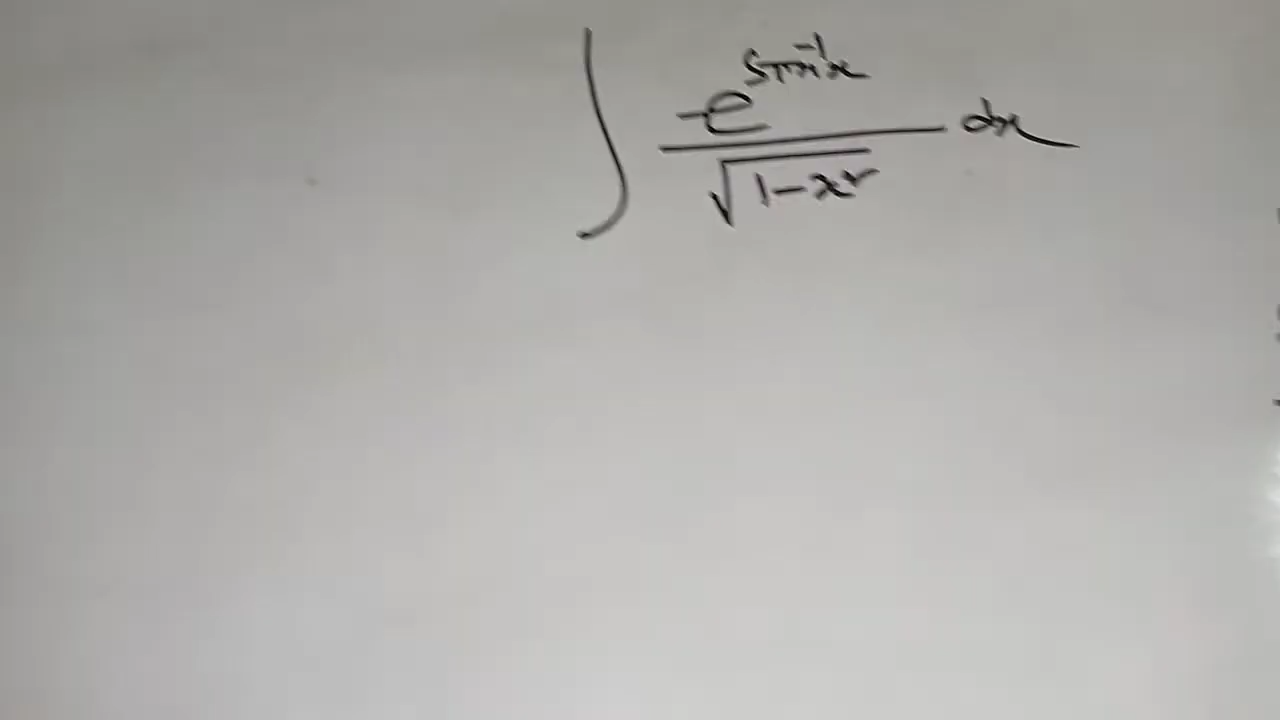 ∫ -e^{sin⁻¹x} / √(1-x²) dx